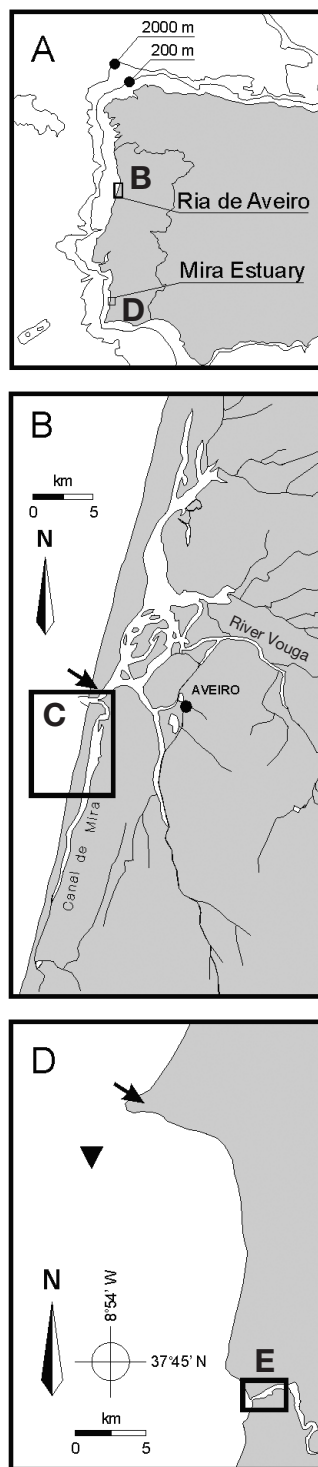 A
2000 m
200 m
B
Ria de Aveiro
Mira Estuary
D
B
km
0 5
N
River Vouga
AVEIRO
C
Canal de Mira
D
N
8°54' W
37°45' N
E
km
0 5